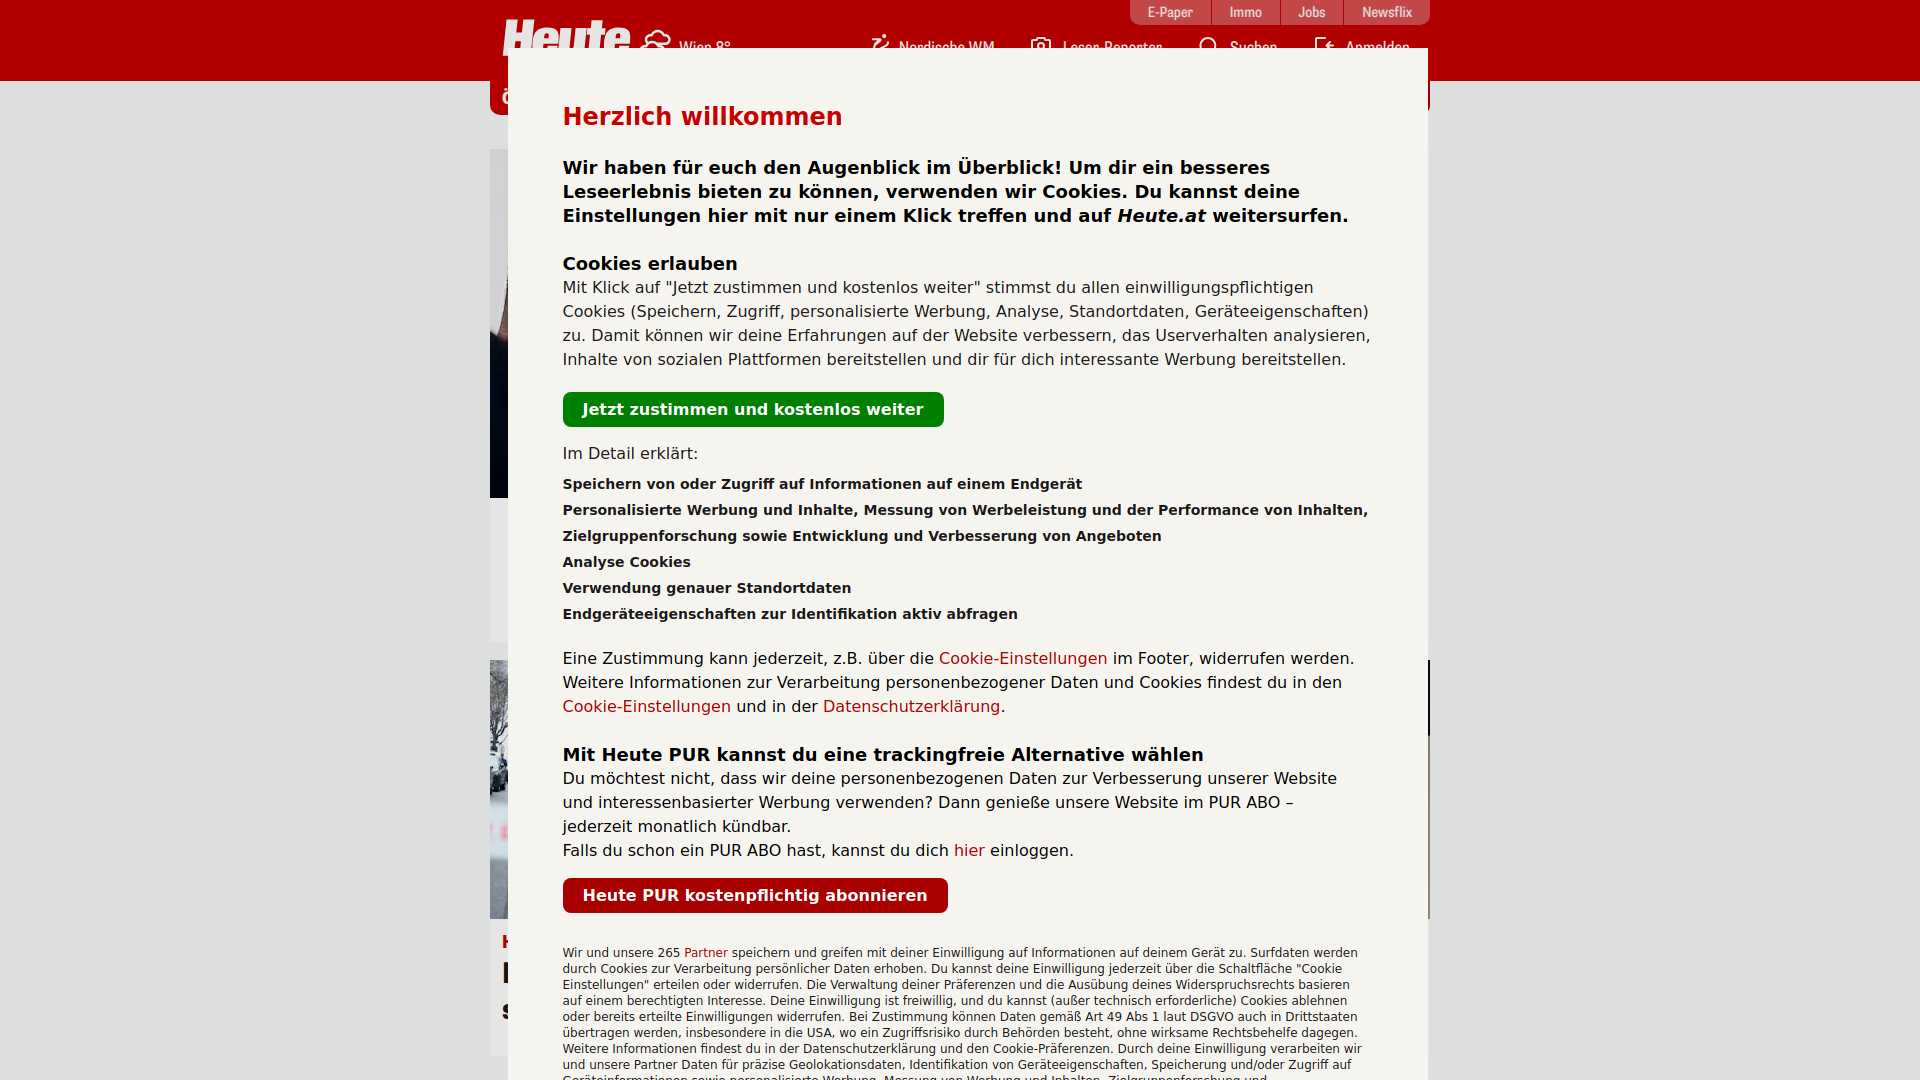 E-Paper
Immo
Jobs
Newsflix
Heute
Wien 8°
Nordische WM
Leser-Reporter
Suchen
Anmelden
Herzlich willkommen
Wir haben für euch den Augenblick im Überblick! Um dir ein besseres
Leseerlebnis bieten zu können, verwenden wir Cookies. Du kannst deine
Einstellungen hier mit nur einem Klick treffen und auf Heute.at weitersurfen.
Cookies erlauben
Mit Klick auf "Jetzt zustimmen und kostenlos weiter" stimmst du allen einwilligungspflichtigen
Cookies (Speichern, Zugriff, personalisierte Werbung, Analyse, Standortdaten, Geräteeigenschaften)
zu. Damit können wir deine Erfahrungen auf der Website verbessern, das Userverhalten analysieren,
Inhalte von sozialen Plattformen bereitstellen und dir für dich interessante Werbung bereitstellen.
Jetzt zustimmen und kostenlos weiter
Im Detail erklärt:
Speichern von oder Zugriff auf Informationen auf einem Endgerät
Personalisierte Werbung und Inhalte, Messung von Werbeleistung und der Performance von Inhalten,
Zielgruppenforschung sowie Entwicklung und Verbesserung von Angeboten
Analyse Cookies
Verwendung genauer Standortdaten
Endgeräteeigenschaften zur Identifikation aktiv abfragen
Eine Zustimmung kann jederzeit, z.B. über die Cookie-Einstellungen im Footer, widerrufen werden.
Weitere Informationen zur Verarbeitung personenbezogener Daten und Cookies findest du in den
Cookie-Einstellungen und in der Datenschutzerklärung.
Mit Heute PUR kannst du eine trackingfreie Alternative wählen
Du möchtest nicht, dass wir deine personenbezogenen Daten zur Verbesserung unserer Website
und interessenbasierter Werbung verwenden? Dann genieße unsere Website im PUR ABO –
jederzeit monatlich kündbar.
Falls du schon ein PUR ABO hast, kannst du dich hier einloggen.
Heute PUR kostenpflichtig abonnieren
Wir und unsere 265 Partner speichern und greifen mit deiner Einwilligung auf Informationen auf deinem Gerät zu. Surfdaten werden
durch Cookies zur Verarbeitung persönlicher Daten erhoben. Du kannst deine Einwilligung jederzeit über die Schaltfläche "Cookie
Einstellungen" erteilen oder widerrufen. Die Verwaltung deiner Präferenzen und die Ausübung deines Widerspruchsrechts basieren
auf einem berechtigten Interesse. Deine Einwilligung ist freiwillig, und du kannst (außer technisch erforderliche) Cookies ablehnen
oder bereits erteilte Einwilligungen widerrufen. Bei Zustimmung können Daten gemäß Art 49 Abs 1 laut DSGVO auch in Drittstaaten
übertragen werden, insbesondere in die USA, wo ein Zugriffsrisiko durch Behörden besteht, ohne wirksame Rechtsbehelfe dagegen.
Weitere Informationen findest du in der Datenschutzerklärung und den Cookie-Präferenzen. Durch deine Einwilligung verarbeiten wir
und unsere Partner Daten für präzise Geolokationsdaten, Identifikation von Geräteeigenschaften, Speicherung und/oder Zugriff auf
Geräteinformationen sowie personalisierte Werbung, Messung von Werbung und Inhalten, Zielgruppenforschung und